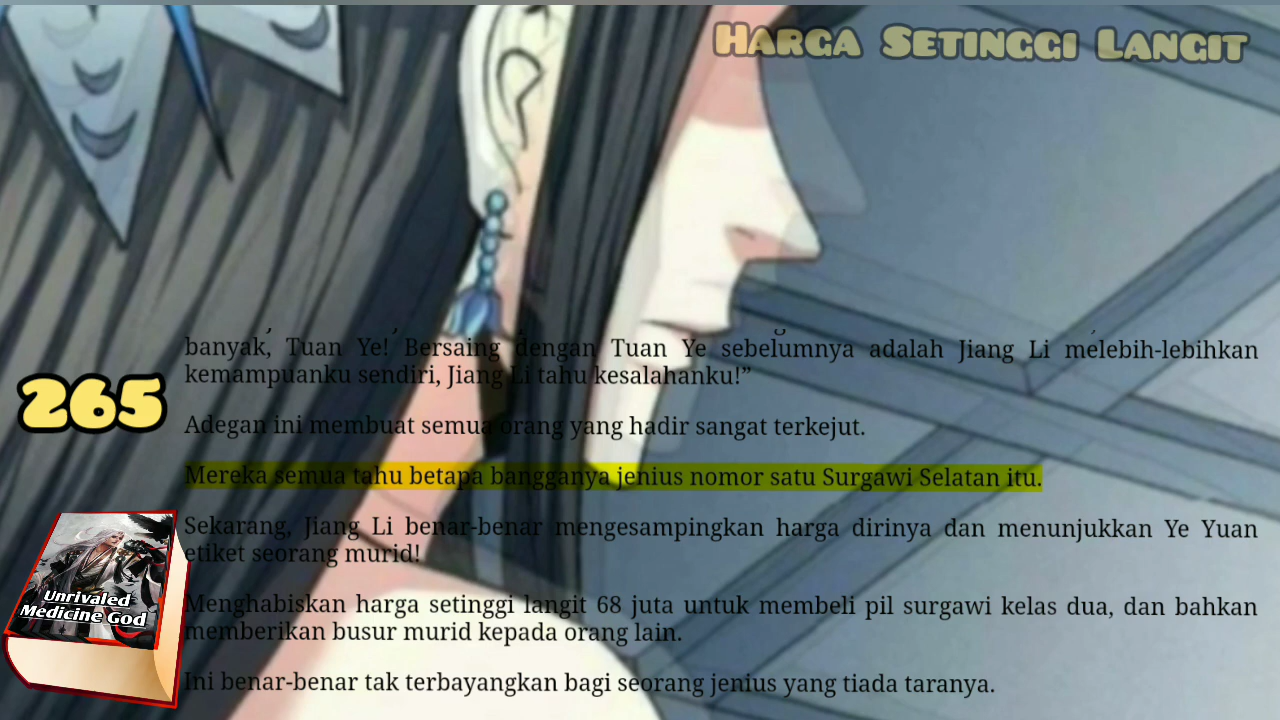 HARGA SETINGGI LANGIT
banyak, Tuan Ye! Bersaing dengan Tuan Ye sebelumnya adalah Jiang Li melebih-lebihkan
kemampuanku sendiri, Jiang Li tahu kesalahanku!”
265
Adegan ini membuat semua orang yang hadir sangat terkejut.
Mereka semua tahu betapa bangganya jenius nomor satu Surgawi Selatan itu.
Sekarang, Jiang Li benar-benar mengesampingkan harga dirinya dan menunjukkan Ye Yuan
etiket seorang murid!
Menghabiskan harga setinggi langit 68 juta untuk membeli pil surgawi kelas dua, dan bahkan
memberikan busur murid kepada orang lain.
Ini benar-benar tak terbayangkan bagi seorang jenius yang tiada taranya.
Unrivaled
Medicine God